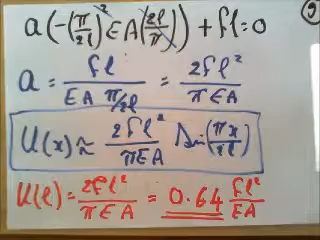 a(-(π/2l)²EA(2l/π)) + fl = 0
a = fl/(EA π/2l) = 2fl²/(πEA)
U(x) ≈ 2fl²/(πEA) Sin(πx/2l)
U(l) = 2fl²/(πEA) = 0.64 fl²/EA